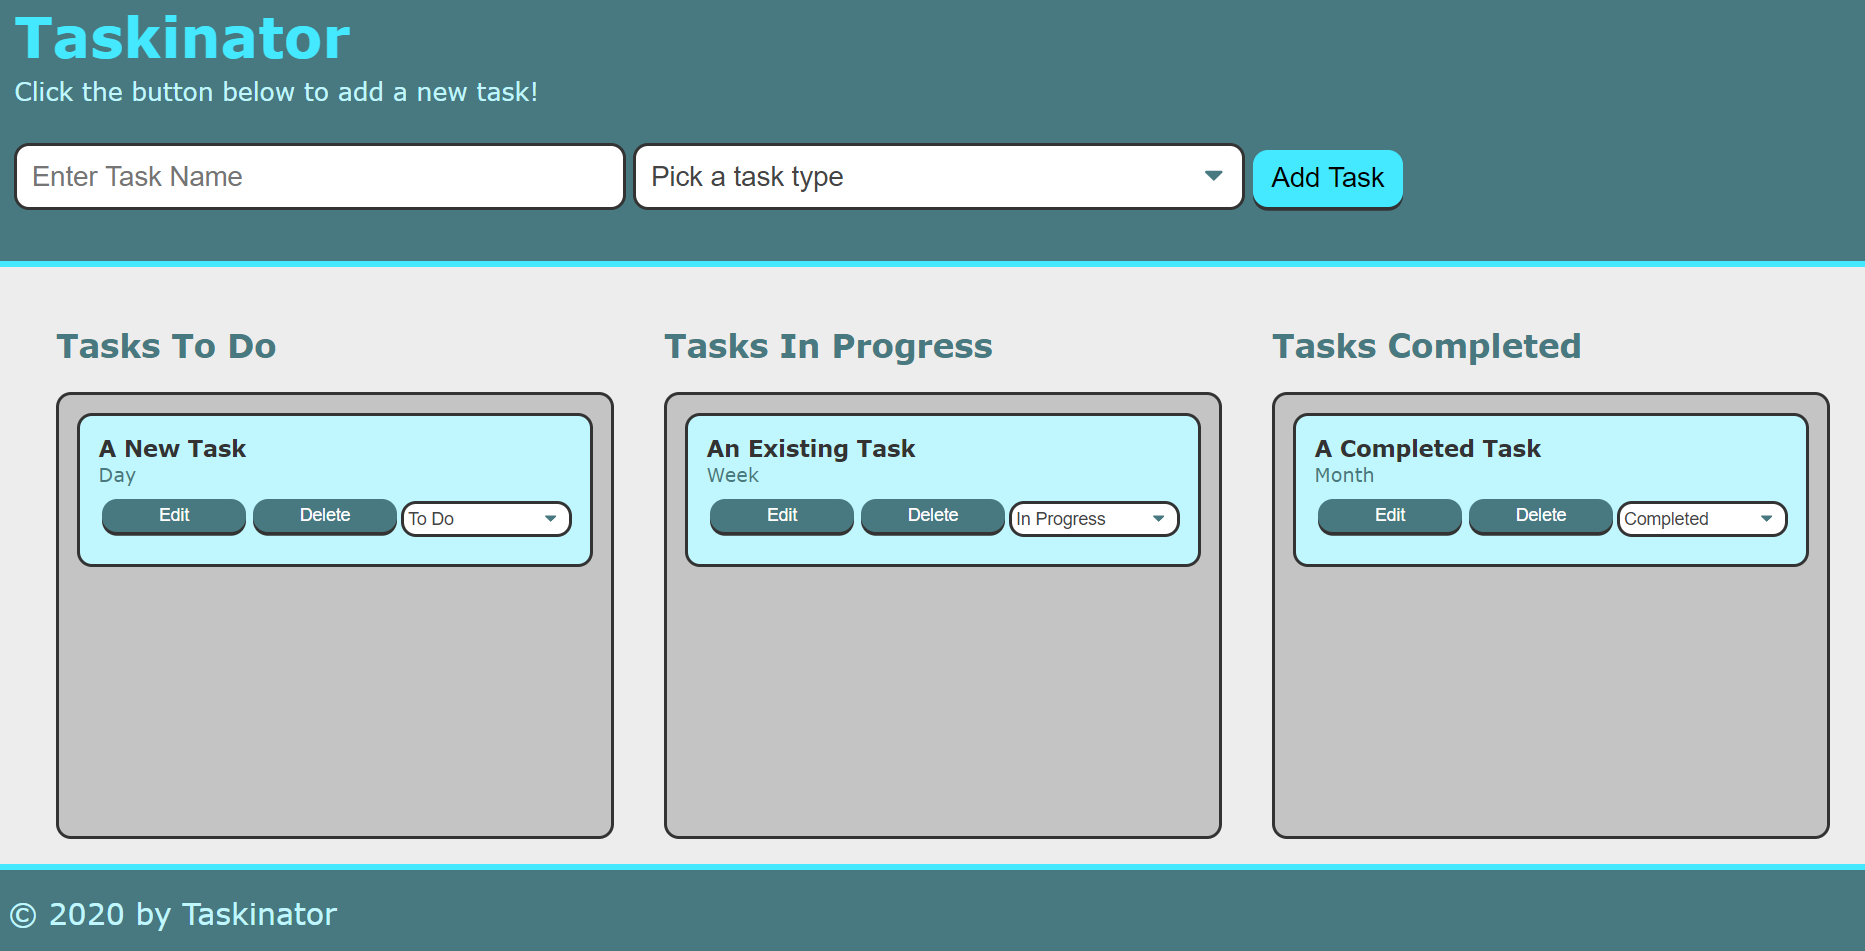 Taskinator
Click the button below to add a new task!
Enter Task Name
Pick a task type
Add Task
Tasks To Do
A New Task
Day
Edit
Delete
To Do
Tasks In Progress
An Existing Task
Week
Edit
Delete
In Progress
Tasks Completed
A Completed Task
Month
Edit
Delete
Completed
© 2020 by Taskinator